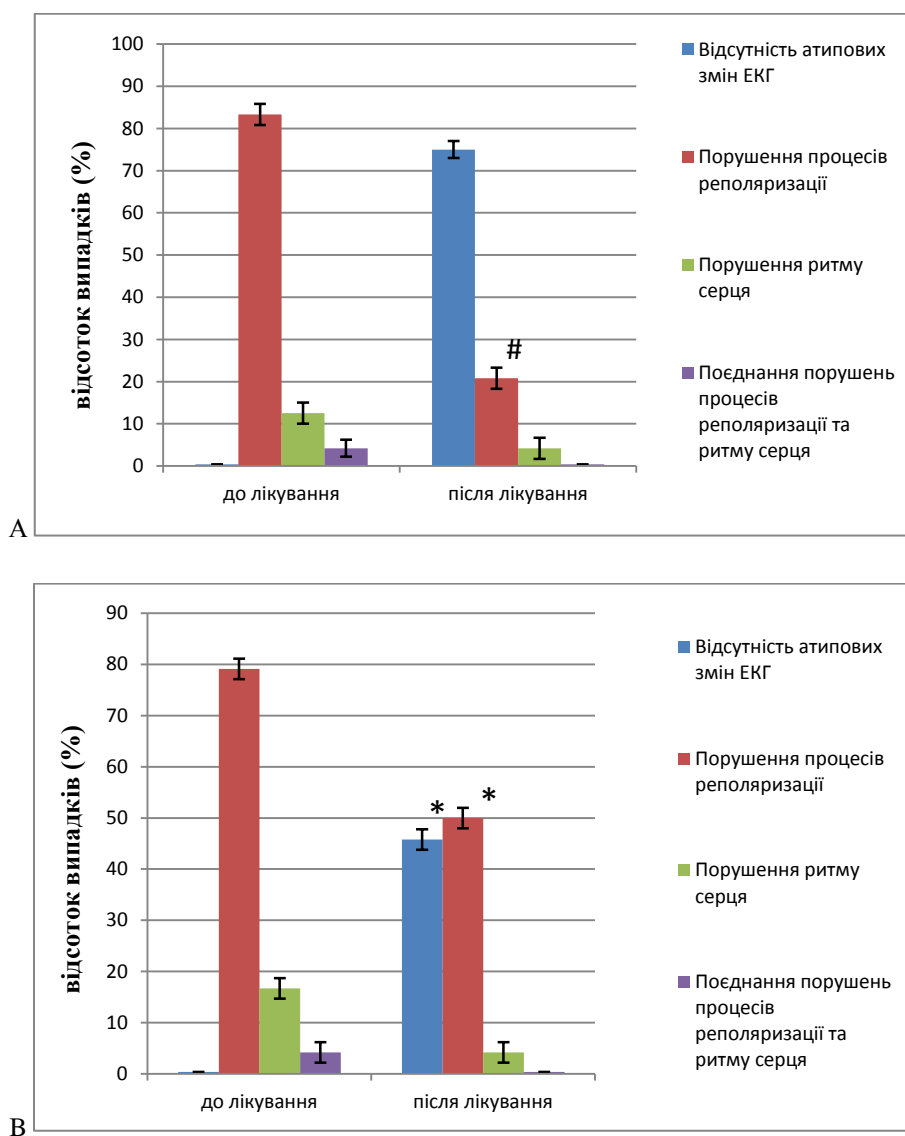 100
90
80
70
60
50
40
30
20
10
0
відсоток випадків (%)
#
до лікування
після лікування
Відсутність атипових
змін ЕКГ
Порушення процесів
реполяризації
Порушення ритму
серця
Поєднання порушень
процесів
реполяризації та
ритму серця
A
90
80
70
60
50
40
30
20
10
0
відсоток випадків (%)
*
*
до лікування
після лікування
Відсутність атипових
змін ЕКГ
Порушення процесів
реполяризації
Порушення ритму
серця
Поєднання порушень
процесів
реполяризації та
ритму серця
B